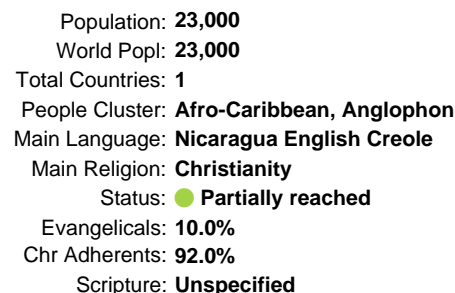 Population: 23,000
World Popl: 23,000
Total Countries: 1
People Cluster: Afro-Caribbean, Anglophon
Main Language: Nicaragua English Creole
Main Religion: Christianity
Status: Partially reached
Evangelicals: 10.0%
Chr Adherents: 92.0%
Scripture: Unspecified